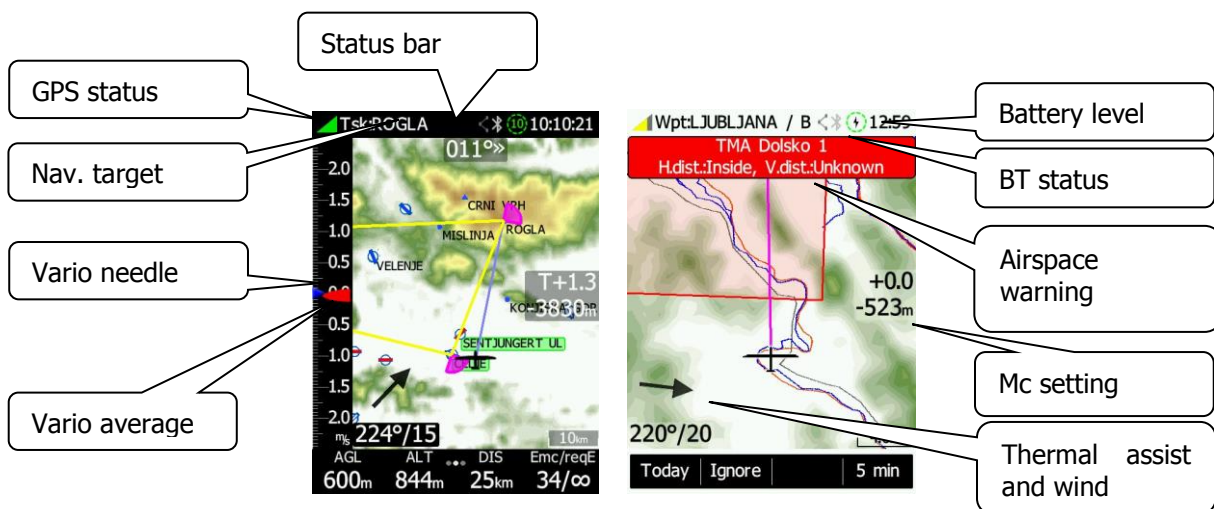 Status bar
GPS status
Nav. target
Vario needle
Vario average
Tsk:ROGLA 10 10:10:21
011°»
2.0
1.5
1.0
0.5
0.0
0.5
1.0
1.5
2.0
m/s
CRNI VRH
ROGLA
MISLINJA
VELENJE
T+1.3
-3830m
SENTJUNGERT UL
CELJE
224°/15
10km
AGL ALT DIS Emc/reqE
600m 844m 25km 34/∞
Wpt:LJUBLJANA / B 12:59
TMA Dolsko 1
H.dist.:Inside, V.dist.:Unknown
+0.0
-523m
220°/20
Today Ignore 5 min
Battery level
BT status
Airspace
warning
Mc setting
Thermal assist
and wind